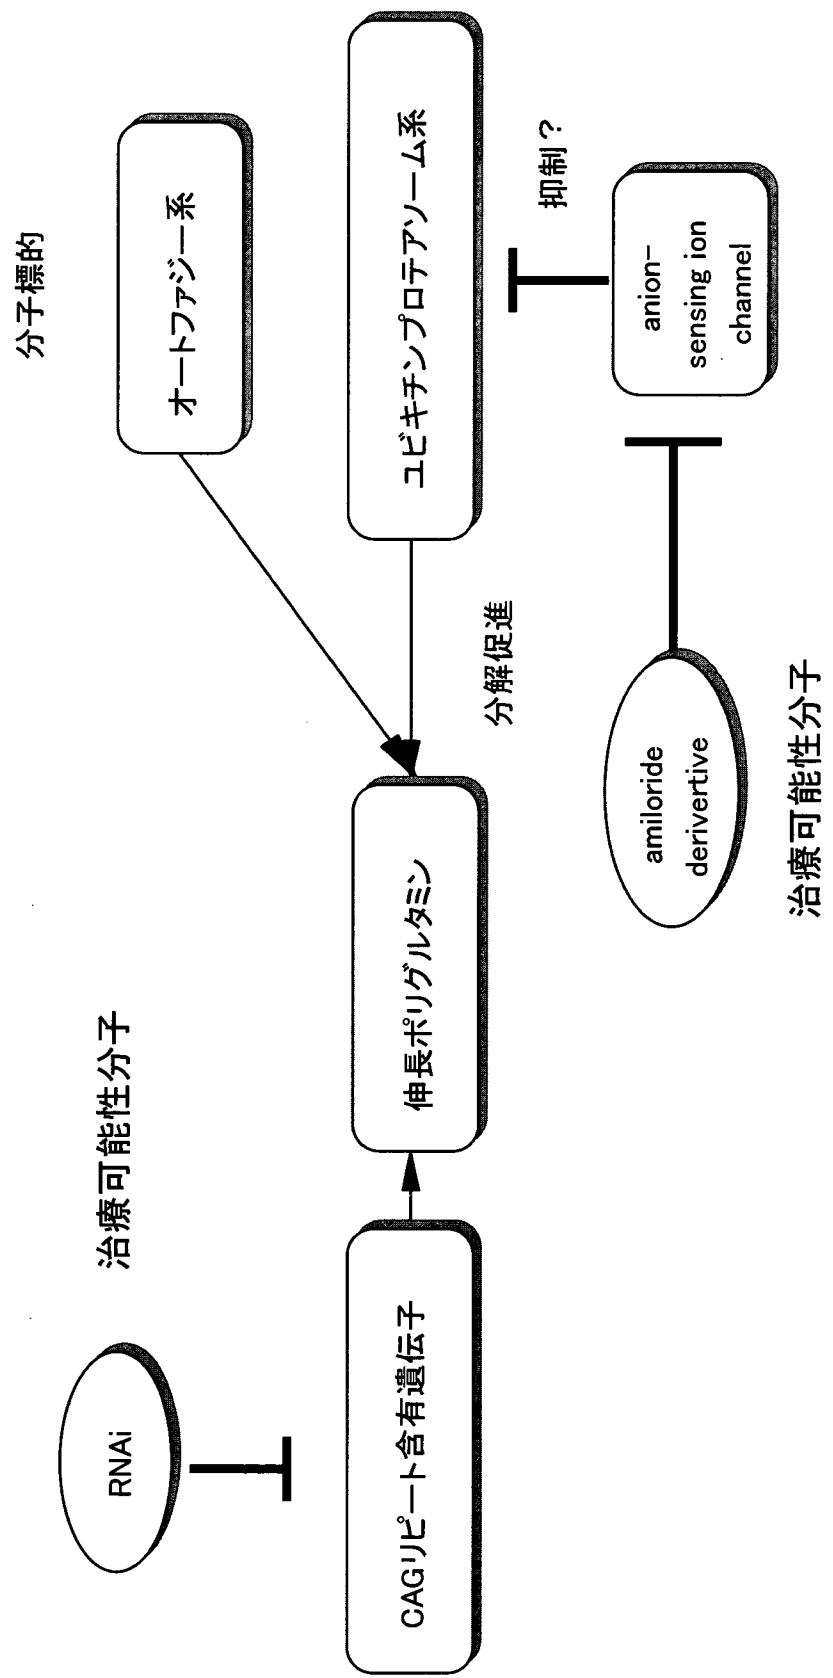 分子標的
オートファジー系
ユビキチンプロテアソーム系
抑制？
anion-
sensing ion
channel
分解促進
治療可能性分子
伸長ポリグルタミン
amiloride
derivertive
治療可能性分子
RNAi
CAGリピート含有遺伝子